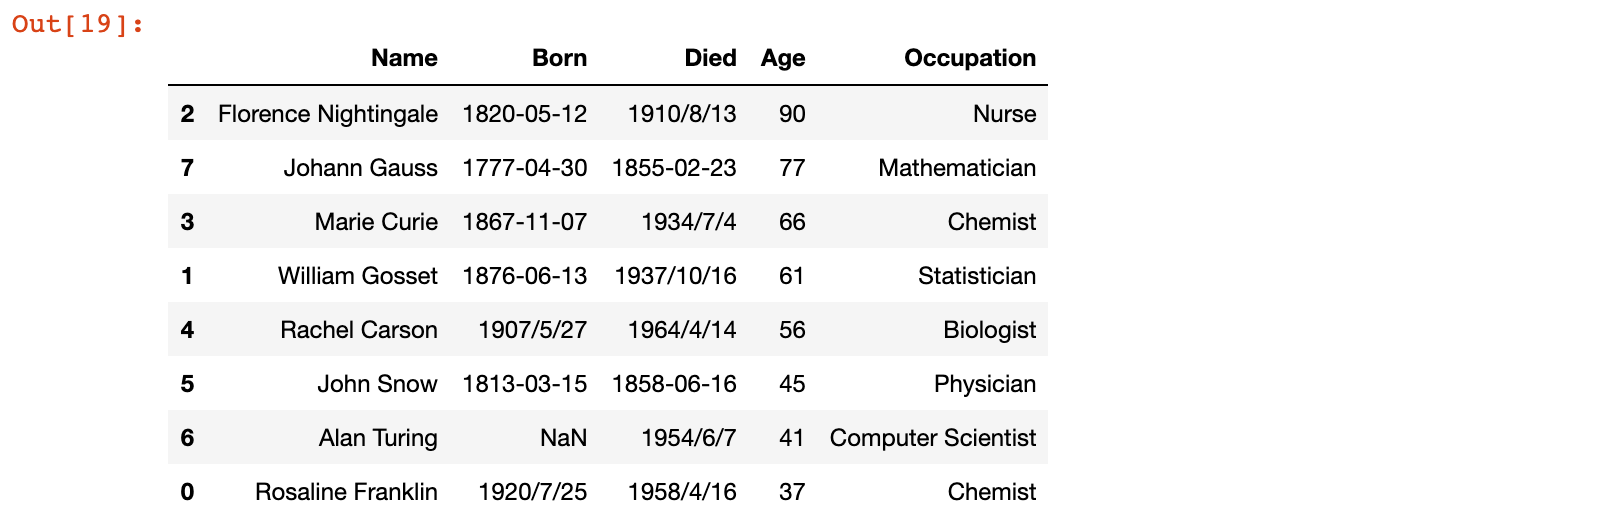 Out[19]:
Name Born Died Age Occupation
2 Florence Nightingale 1820-05-12 1910/8/13 90 Nurse
7 Johann Gauss 1777-04-30 1855-02-23 77 Mathematician
3 Marie Curie 1867-11-07 1934/7/4 66 Chemist
1 William Gosset 1876-06-13 1937/10/16 61 Statistician
4 Rachel Carson 1907/5/27 1964/4/14 56 Biologist
5 John Snow 1813-03-15 1858-06-16 45 Physician
6 Alan Turing NaN 1954/6/7 41 Computer Scientist
0 Rosaline Franklin 1920/7/25 1958/4/16 37 Chemist